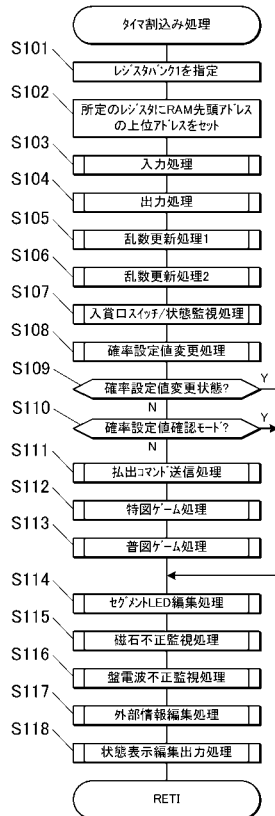 タイマ割込み処理
S101
レジスタバンク1を指定
S102
所定のレジスタにRAM先頭アドレス
の上位アドレスをセット
S103
入力処理
S104
出力処理
S105
乱数更新処理1
S106
乱数更新処理2
S107
入賞口スイッチ/状態監視処理
S108
確率設定値変更処理
S109
確率設定値変更状態?
Y
N
S110
確率設定値確認モード?
Y
N
S111
払出コマンド送信処理
S112
特図ゲーム処理
S113
普図ゲーム処理
S114
セグメントLED編集処理
S115
磁石不正監視処理
S116
盤電波不正監視処理
S117
外部情報編集処理
S118
状態表示編集出力処理
RETI